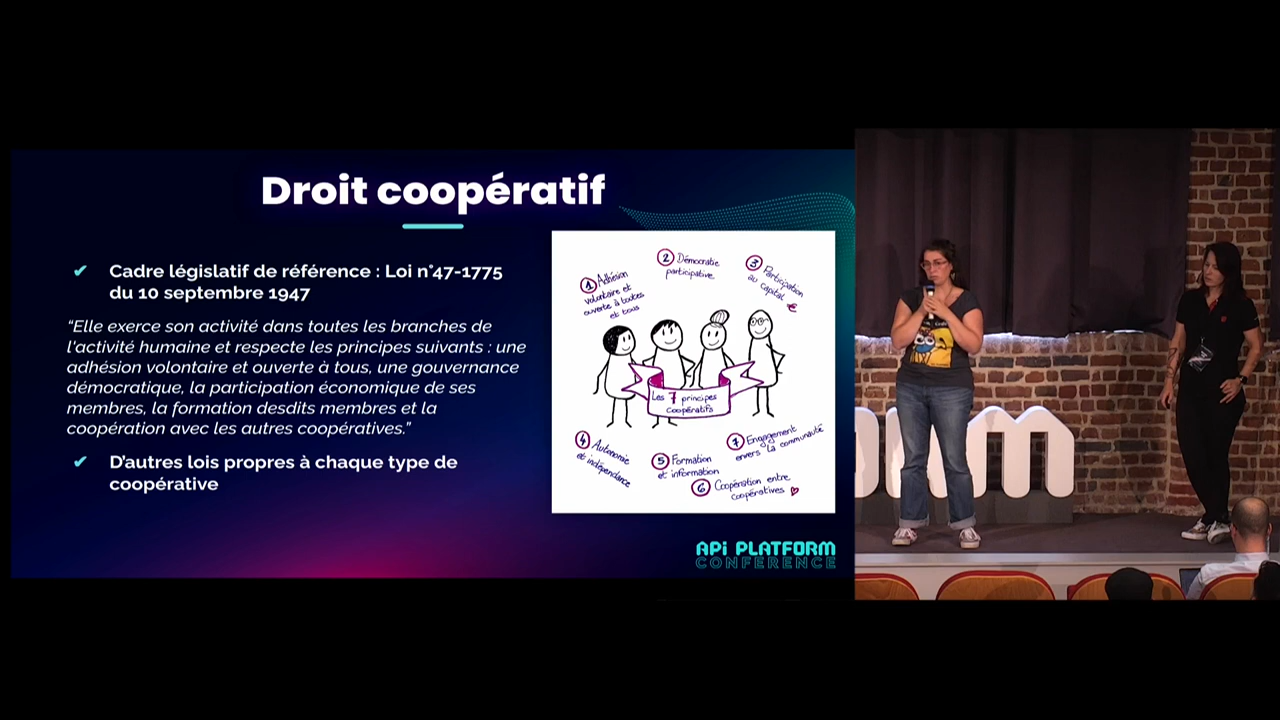 Droit coopératif
✔ Cadre législatif de référence : Loi n°47-1775
du 10 septembre 1947
“Elle exerce son activité dans toutes les branches de
l'activité humaine et respecte les principes suivants : une
adhésion volontaire et ouverte à tous, une gouvernance
démocratique, la participation économique de ses
membres, la formation desdits membres et la
coopération avec les autres coopératives.”
✔ D'autres lois propres à chaque type de
coopérative
1 Adhésion
volontaire et
ouverte à toutes
et tous
2 Démocratie
participative
3 Participation
au capital
€
Les 7 principes
coopératifs
4 Autonomie
et indépendance
5 Formation
et information
6 Coopération entre
coopératives
7 Engagement
envers la communauté
API PLATFORM
CONFERENCE